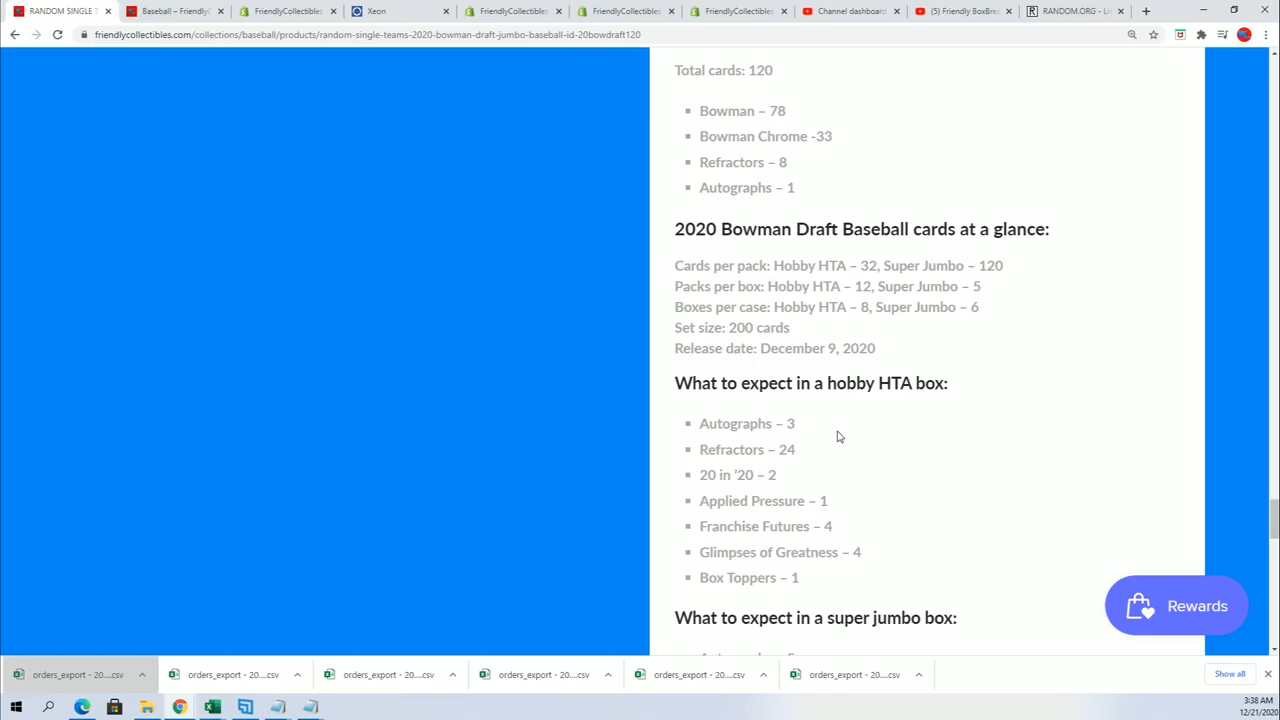 RANDOM SINGLE T
Baseball – FriendlyC
FriendlyCollectibles
Xeon
FriendlyCollectibles
FriendlyCollectibles
FriendlyCollectibles
Channel dashboard
(5) Friendly BoxBre
RANDOM.ORG - Li
friendlycollectibles.com/collections/baseball/products/random-single-teams-2020-bowman-draft-jumbo-baseball-id-20bowdraft120
Total cards: 120
Bowman – 78
Bowman Chrome -33
Refractors – 8
Autographs – 1
2020 Bowman Draft Baseball cards at a glance:
Cards per pack: Hobby HTA – 32, Super Jumbo – 120
Packs per box: Hobby HTA – 12, Super Jumbo – 5
Boxes per case: Hobby HTA – 8, Super Jumbo – 6
Set size: 200 cards
Release date: December 9, 2020
What to expect in a hobby HTA box:
Autographs – 3
Refractors – 24
20 in '20 – 2
Applied Pressure – 1
Franchise Futures – 4
Glimpses of Greatness – 4
Box Toppers – 1
Rewards
What to expect in a super jumbo box:
orders_export - 20....csv
orders_export - 20....csv
orders_export - 20....csv
orders_export - 20....csv
orders_export - 20....csv
orders_export - 20....csv
Show all
3:38 AM
12/21/2020